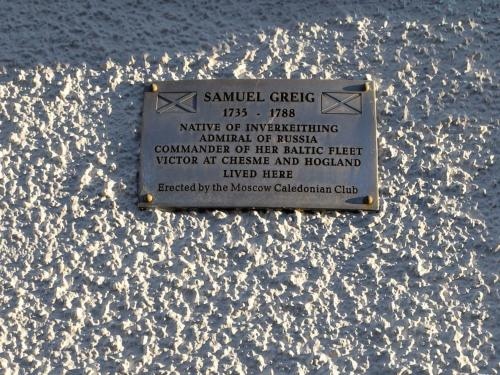 SAMUEL GREIG
1735 - 1788
NATIVE OF INVERKEITHING
ADMIRAL OF RUSSIA
COMMANDER OF HER BALTIC FLEET
VICTOR AT CHESME AND HOGLAND
LIVED HERE
Erected by the Moscow Caledonian Club